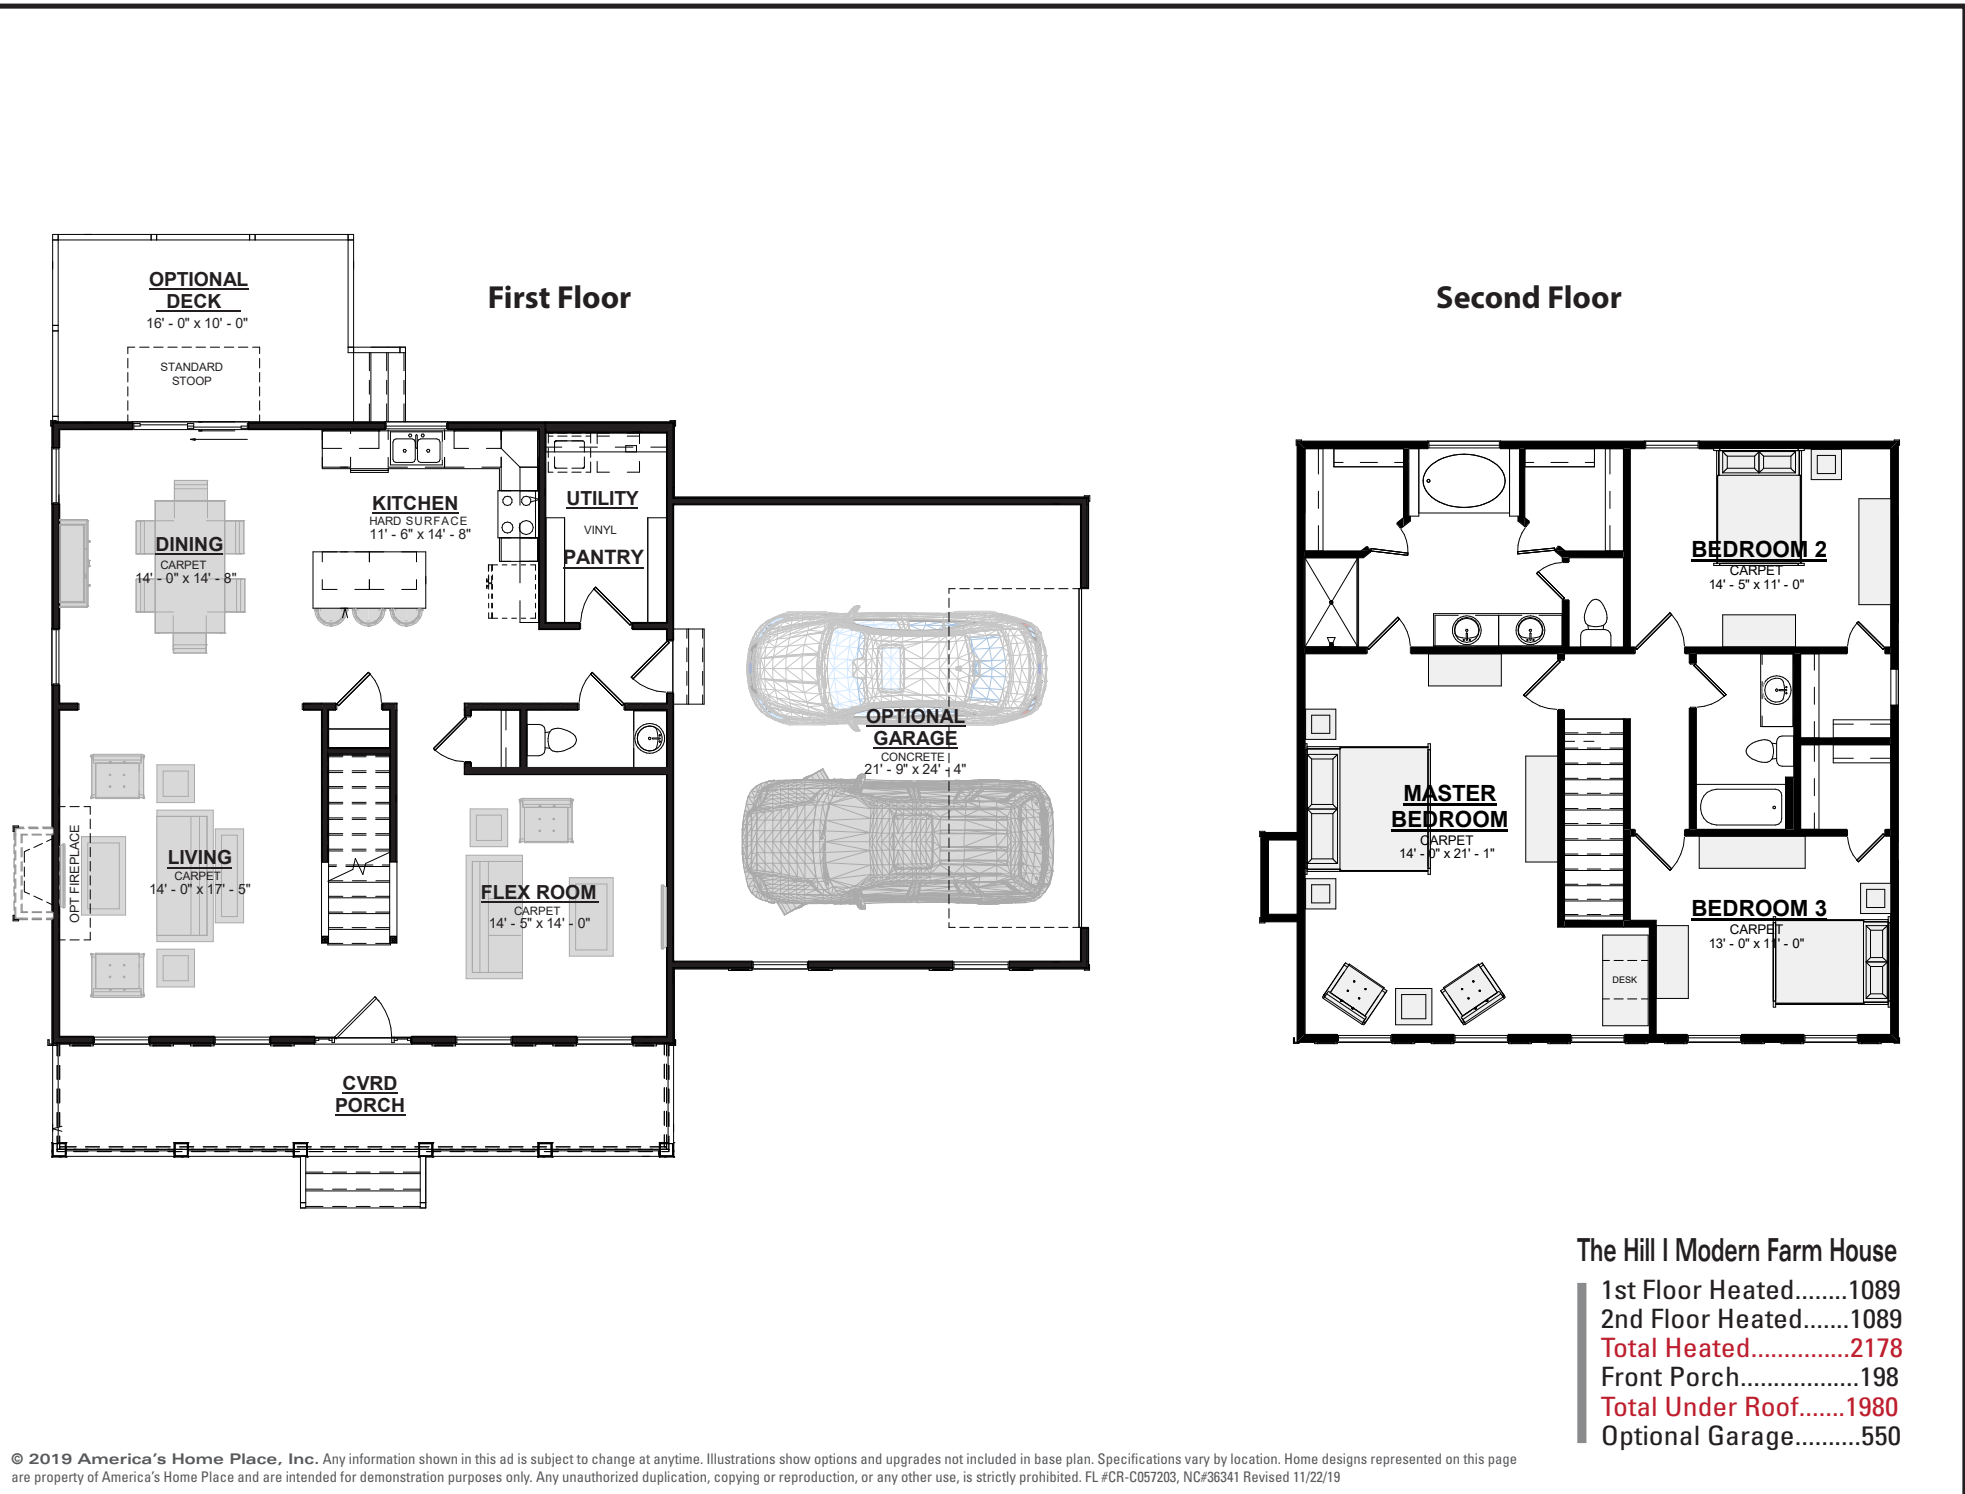 First Floor
Second Floor
OPTIONAL
DECK
16' - 0" x 10' - 0"
STANDARD
STOOP
KITCHEN
HARD SURFACE
11' - 6" x 14' - 8"
UTILITY
VINYL
PANTRY
DINING
CARPET
14' - 0" x 14' - 8"
OPTIONAL
GARAGE
CONCRETE
21' - 9" x 24' - 4"
OPT FIREPLACE
LIVING
CARPET
14' - 0" x 17' - 5"
FLEX ROOM
CARPET
14' - 5" x 14' - 0"
CVRD
PORCH
BEDROOM 2
CARPET
14' - 5" x 11' - 0"
MASTER
BEDROOM
CARPET
14' - 0" x 21' - 1"
BEDROOM 3
CARPET
13' - 0" x 11' - 0"
DESK
The Hill I Modern Farm House
1st Floor Heated........1089
2nd Floor Heated.......1089
Total Heated...............2178
Front Porch..................198
Total Under Roof.......1980
Optional Garage..........550
© 2019 America's Home Place, Inc. Any information shown in this ad is subject to change at anytime. Illustrations show options and upgrades not included in base plan. Specifications vary by location. Home designs represented on this page
are property of America's Home Place and are intended for demonstration purposes only. Any unauthorized duplication, copying or reproduction, or any other use, is strictly prohibited. FL #CR-C057203, NC#36341 Revised 11/22/19